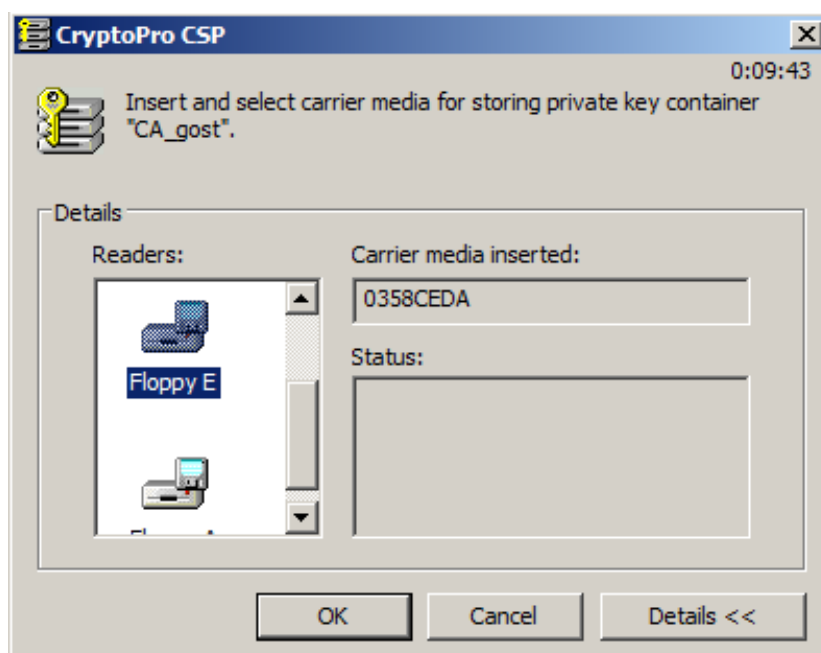 CryptoPro CSP
0:09:43
Insert and select carrier media for storing private key container
"CA_gost".
Details
Readers:
Carrier media inserted:
0358CEDA
Status:
Floppy E
OK
Cancel
Details <<